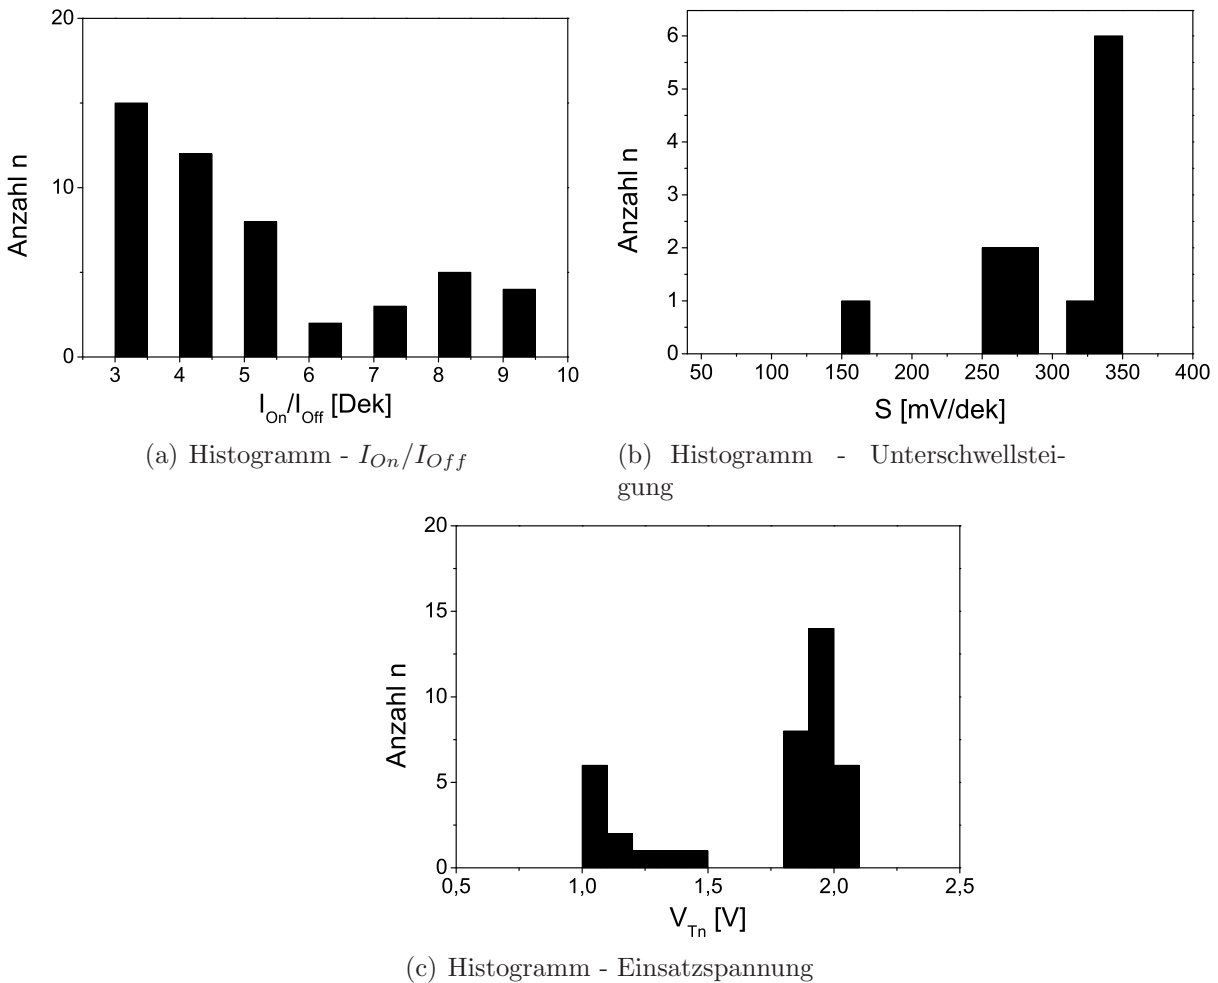 20
10
0
Anzahl n
3 4 5 6 7 8 9 10
I_On/I_Off [Dek]
(a) Histogramm - I_On/I_Off
6
5
4
3
2
1
0
Anzahl n
50 100 150 200 250 300 350 400
S [mV/dek]
(b) Histogramm - Unterschwellstei-
gung
20
15
10
5
0
Anzahl n
0,5 1,0 1,5 2,0 2,5
V_Tn [V]
(c) Histogramm - Einsatzspannung